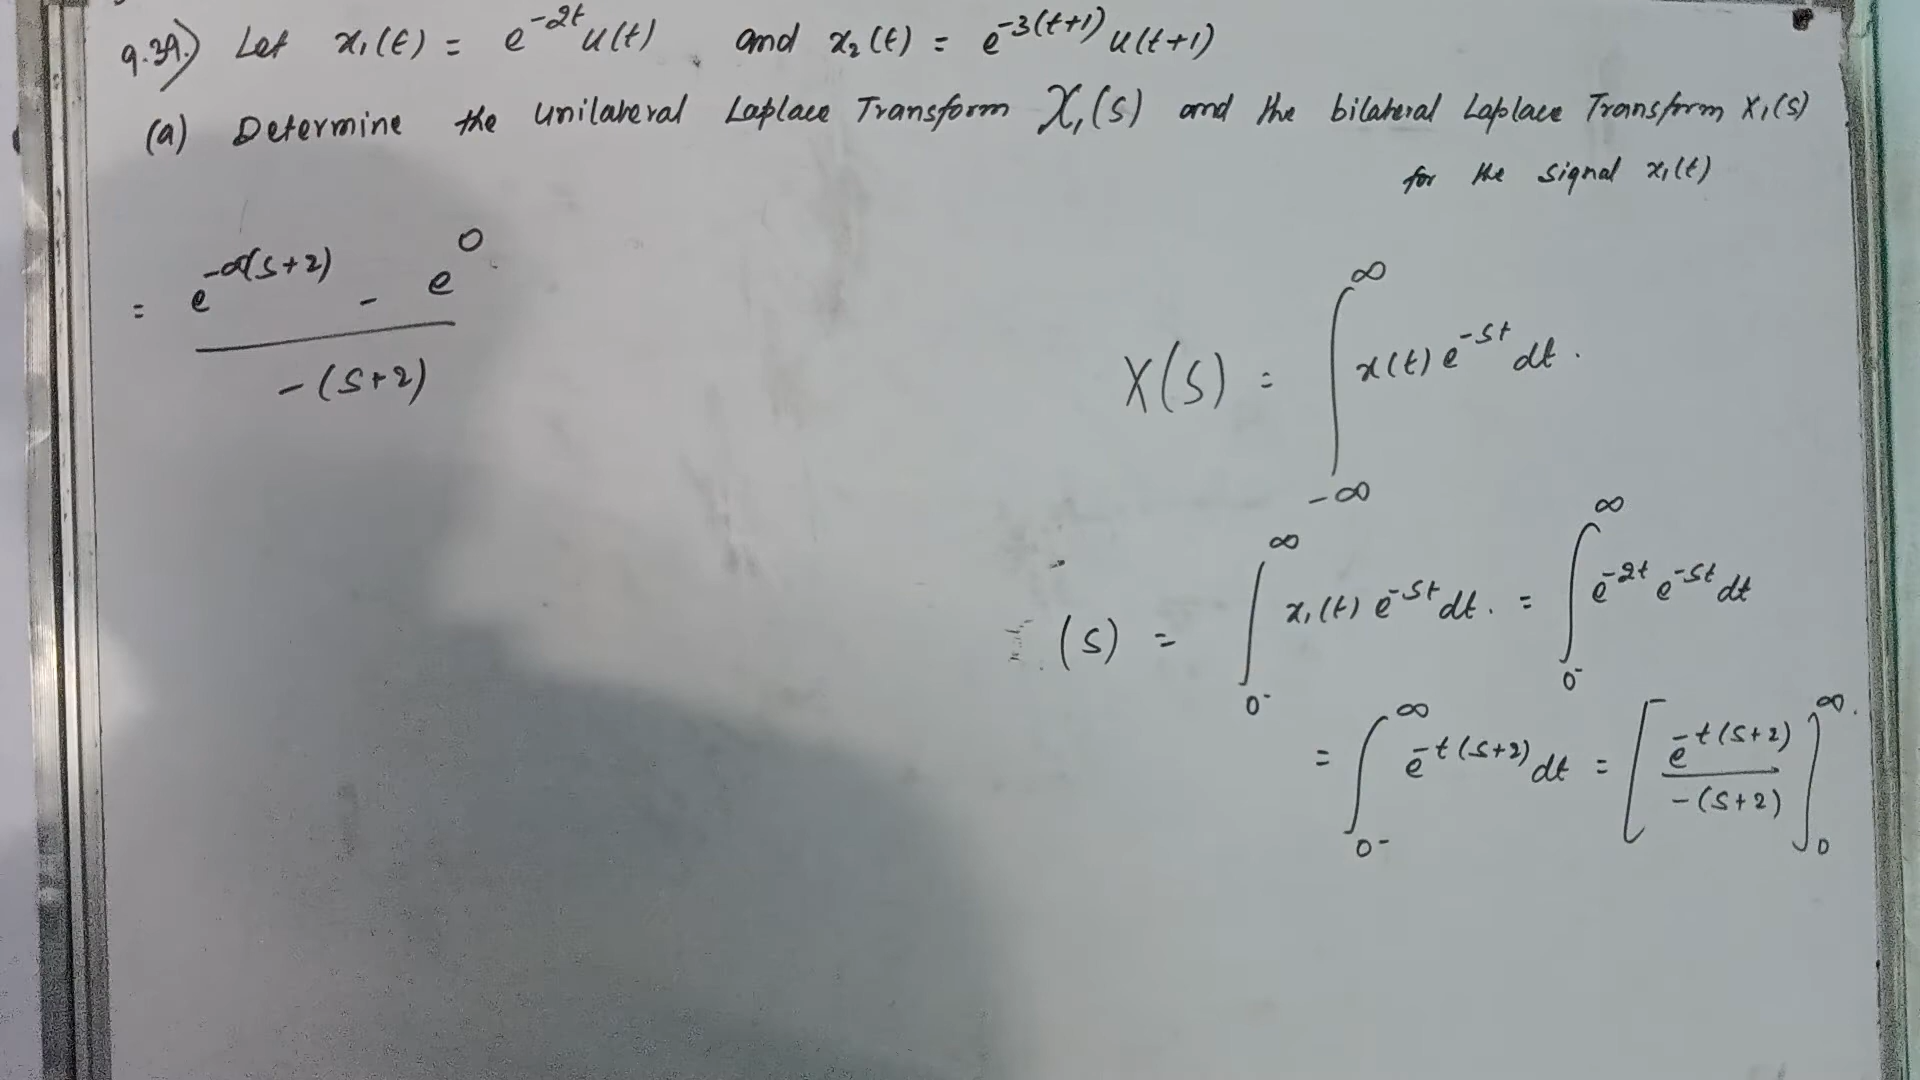 9.39.) Let x₁(t) = e^{-2t} u(t) and x₂(t) = e^{-3(t+1)} u(t+1)
(a) Determine the unilateral Laplace Transform X₁(s) and the bilateral Laplace Transform X₁(s)
for the signal x₁(t)
X(s) = ∫_{-∞}^{∞} x(t) e^{-st} dt.
(s) = ∫_{0⁻}^{∞} x₁(t) e^{-st} dt. = ∫_{0⁻}^{∞} e^{-2t} e^{-st} dt
= ∫_{0⁻}^{∞} e^{-t(s+2)} dt = [e^{-t(s+2)} / -(s+2)]_{0}^{∞}.
= (e^{-∞(s+2)} - e^{0}) / -(s+2)